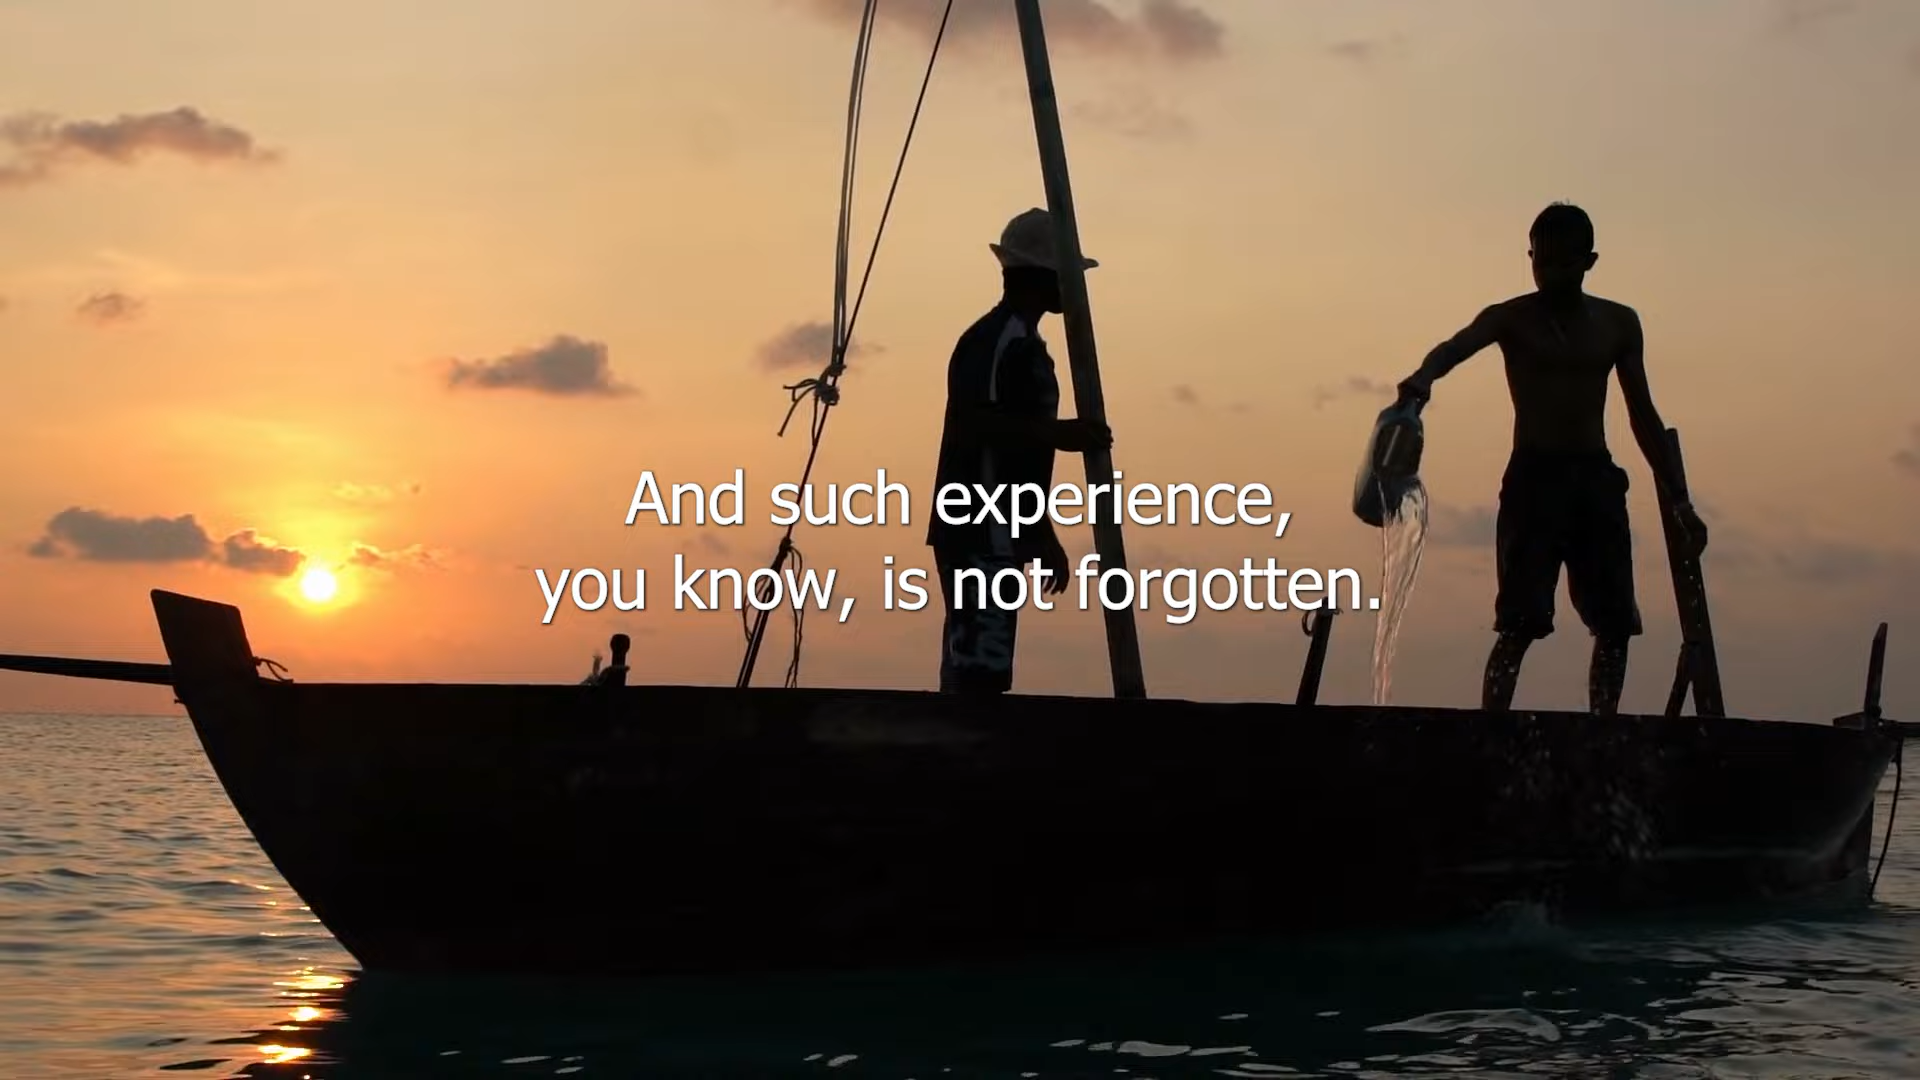 And such experience,
you know, is not forgotten.